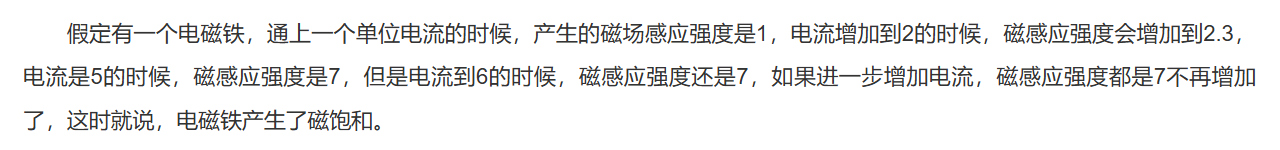 假定有一个电磁铁，通上一个单位电流的时候，产生的磁场感应强度是1，电流增加到2的时候，磁感应强度会增加到2.3，
电流是5的时候，磁感应强度是7，但是电流到6的时候，磁感应强度还是7，如果进一步增加电流，磁感应强度都是7不再增加
了，这时就说，电磁铁产生了磁饱和。